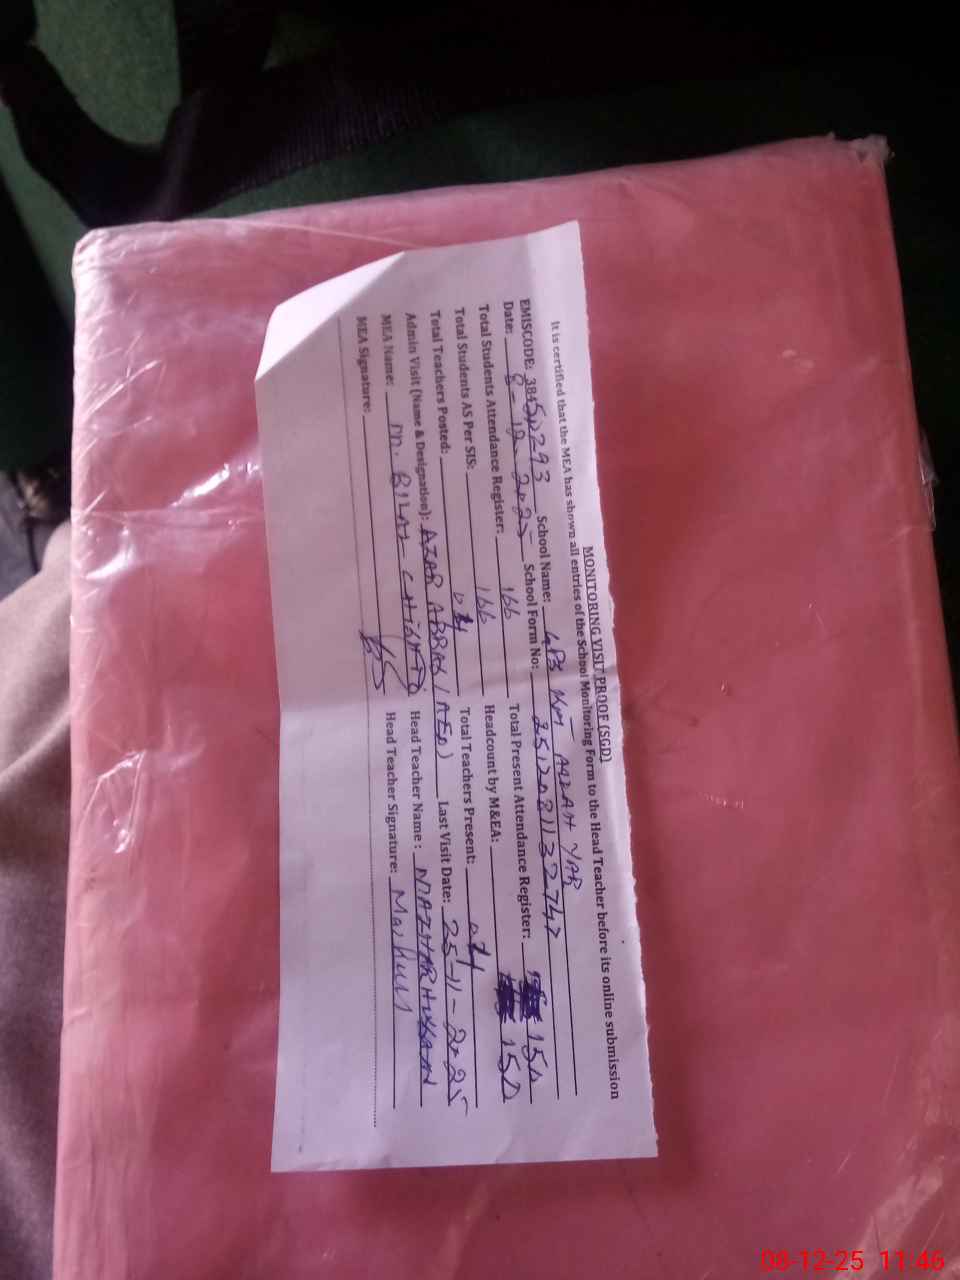 MONITORING VISIT PROOF (SGD)
It is certified that the MEA has shown all entries of the School Monitoring Form to the Head Teacher before its online submission
EMISCODE: 38450293 School Name: GPS KOT AZIAH YAR
Date: 8-12-2025 School Form No: 2512081132747
Total Students Attendance Register: 166 Total Present Attendance Register: 150
Total Students AS Per SIS: 166 Headcount by M&EA: 150
Total Teachers Posted: 04 Total Teachers Present: 04
Admin Visit (Name & Designation): AZAR ABBAS (AEO) Last Visit Date: 25-11-2025
MEA Name: M. BILAL CHISHTI Head Teacher Name: MAZHAR HUSSAIN
MEA Signature: Head Teacher Signature: Mazhar
08-12-25 11:46